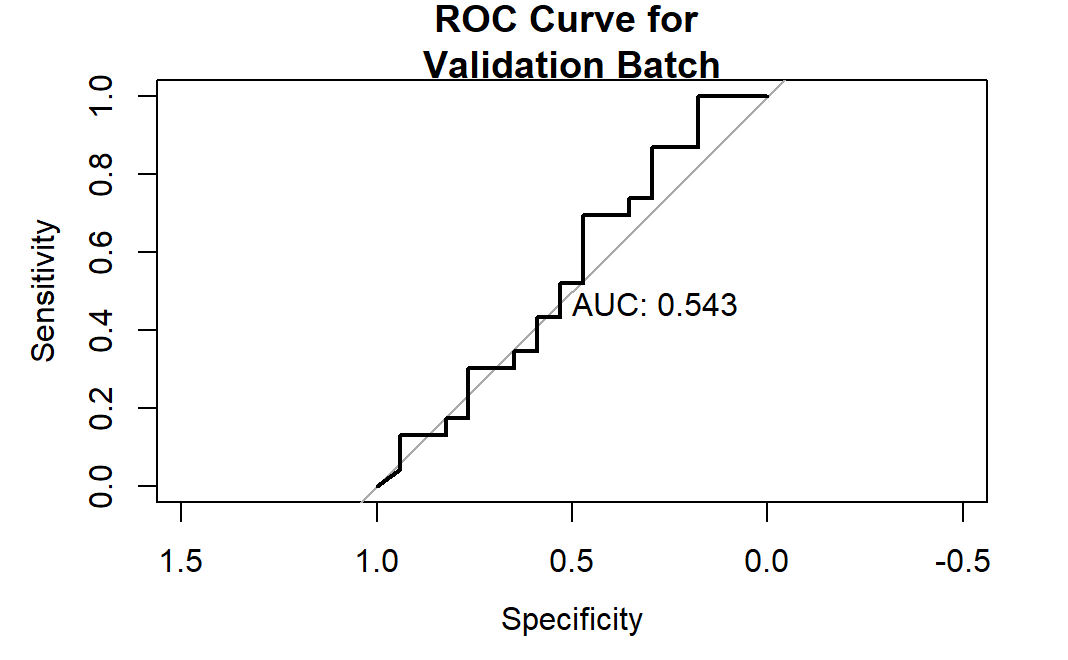 ROC Curve for
Validation Batch
1.0
0.8
0.6
0.4
0.2
0.0
Sensitivity
AUC: 0.543
1.5 1.0 0.5 0.0 -0.5
Specificity